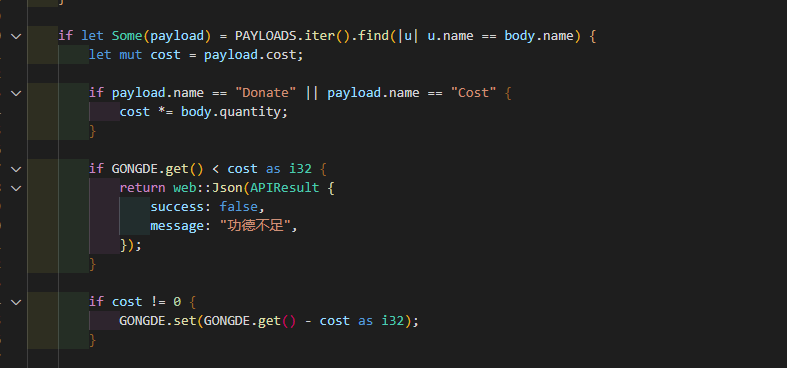 if let Some(payload) = PAYLOADS.iter().find(|u| u.name == body.name) {
let mut cost = payload.cost;
if payload.name == "Donate" || payload.name == "Cost" {
cost *= body.quantity;
}
if GONGDE.get() < cost as i32 {
return web::Json(APIResult {
success: false,
message: "功德不足",
});
}
if cost != 0 {
GONGDE.set(GONGDE.get() - cost as i32);
}